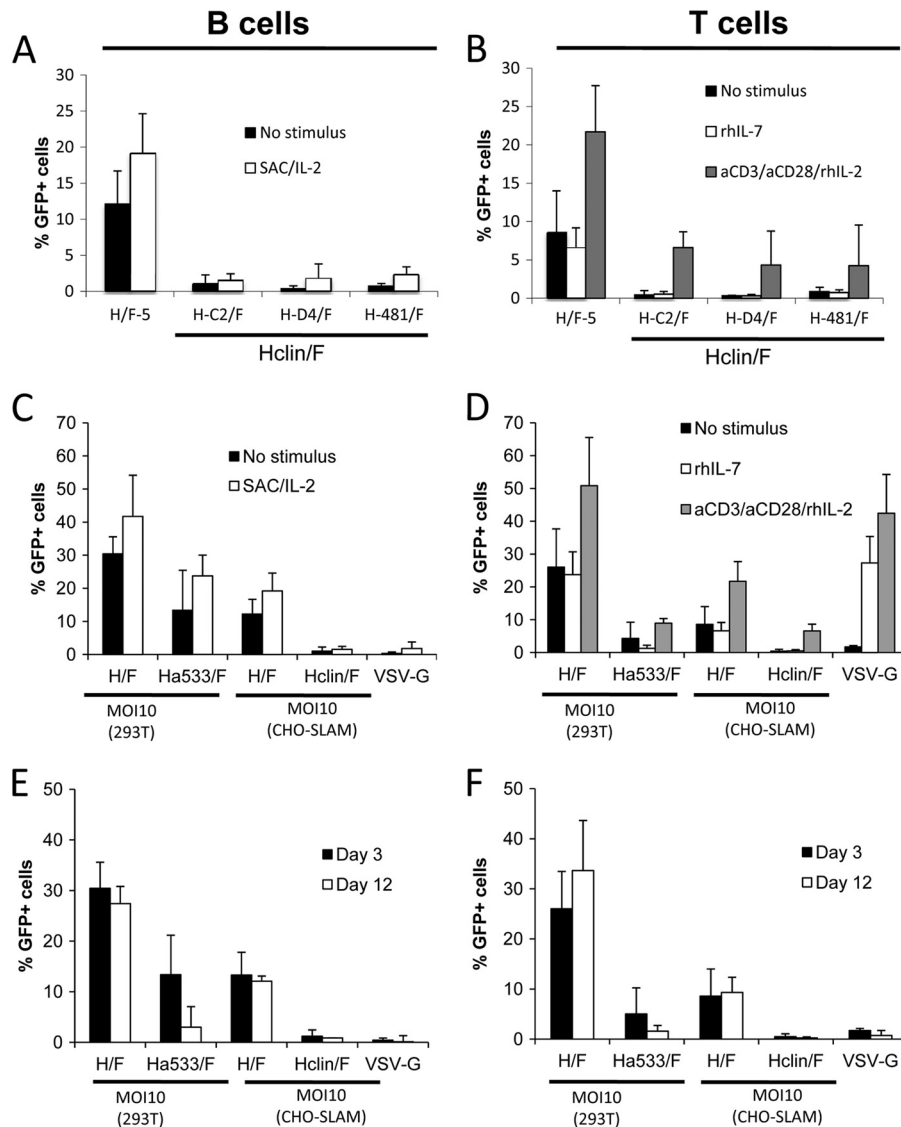 B cells
T cells
A
% GFP+ cells
30
25
20
15
10
5
0
No stimulus
SAC/IL-2
H/F-5
H-C2/F
H-D4/F
H-481/F
Hclin/F
B
% GFP+ cells
30
25
20
15
10
5
0
No stimulus
rhIL-7
aCD3/aCD28/rhIL-2
H/F-5
H-C2/F
H-D4/F
H-481/F
Hclin/F
C
% GFP+ cells
70
60
50
40
30
20
10
0
No stimulus
SAC/IL-2
H/F
Ha533/F
H/F
Hclin/F
VSV-G
MOI10
(293T)
MOI10
(CHO-SLAM)
D
% GFP+ cells
70
60
50
40
30
20
10
0
No stimulus
rhIL-7
aCD3/aCD28/rhIL-2
H/F
Ha533/F
H/F
Hclin/F
VSV-G
MOI10
(293T)
MOI10
(CHO-SLAM)
E
% GFP+ cells
50
40
30
20
10
0
Day 3
Day 12
H/F
Ha533/F
H/F
Hclin/F
VSV-G
MOI10
(293T)
MOI10
(CHO-SLAM)
F
% GFP+ cells
50
40
30
20
10
0
Day 3
Day 12
H/F
Ha533/F
H/F
Hclin/F
VSV-G
MOI10
(293T)
MOI10
(CHO-SLAM)